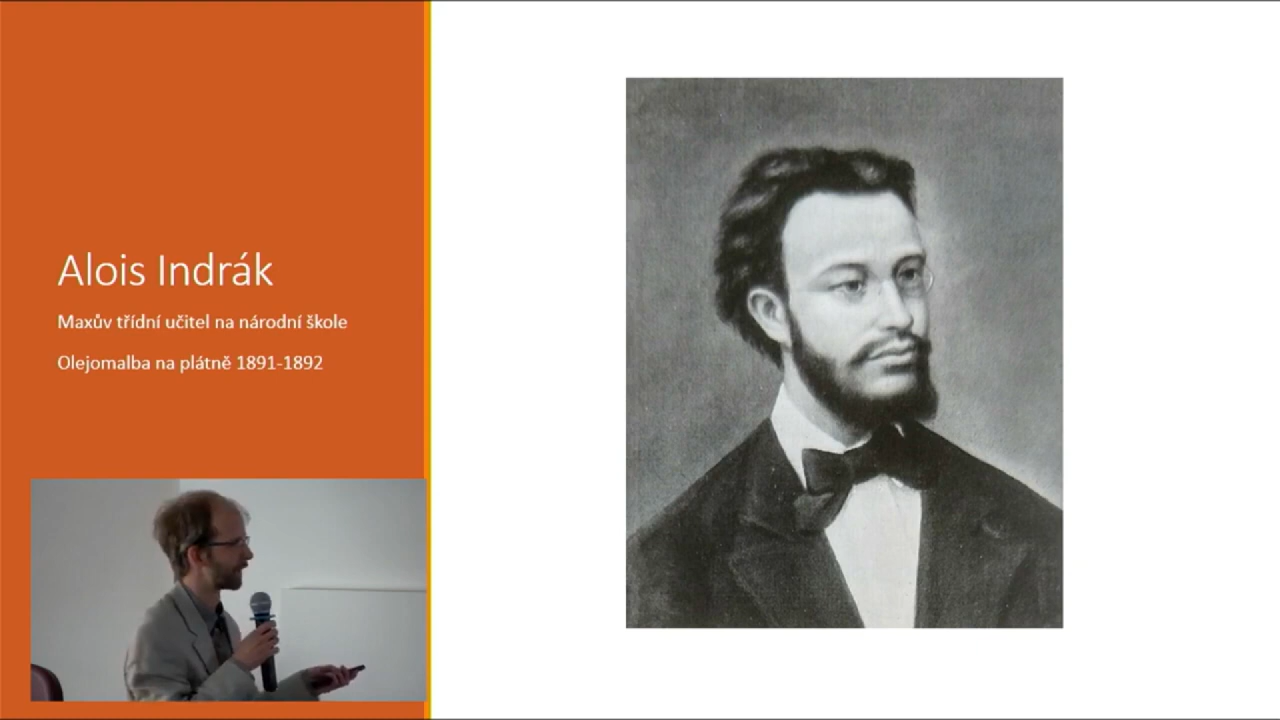 Alois Indrák
Maxův třídní učitel na národní škole
Olejomalba na plátně 1891-1892